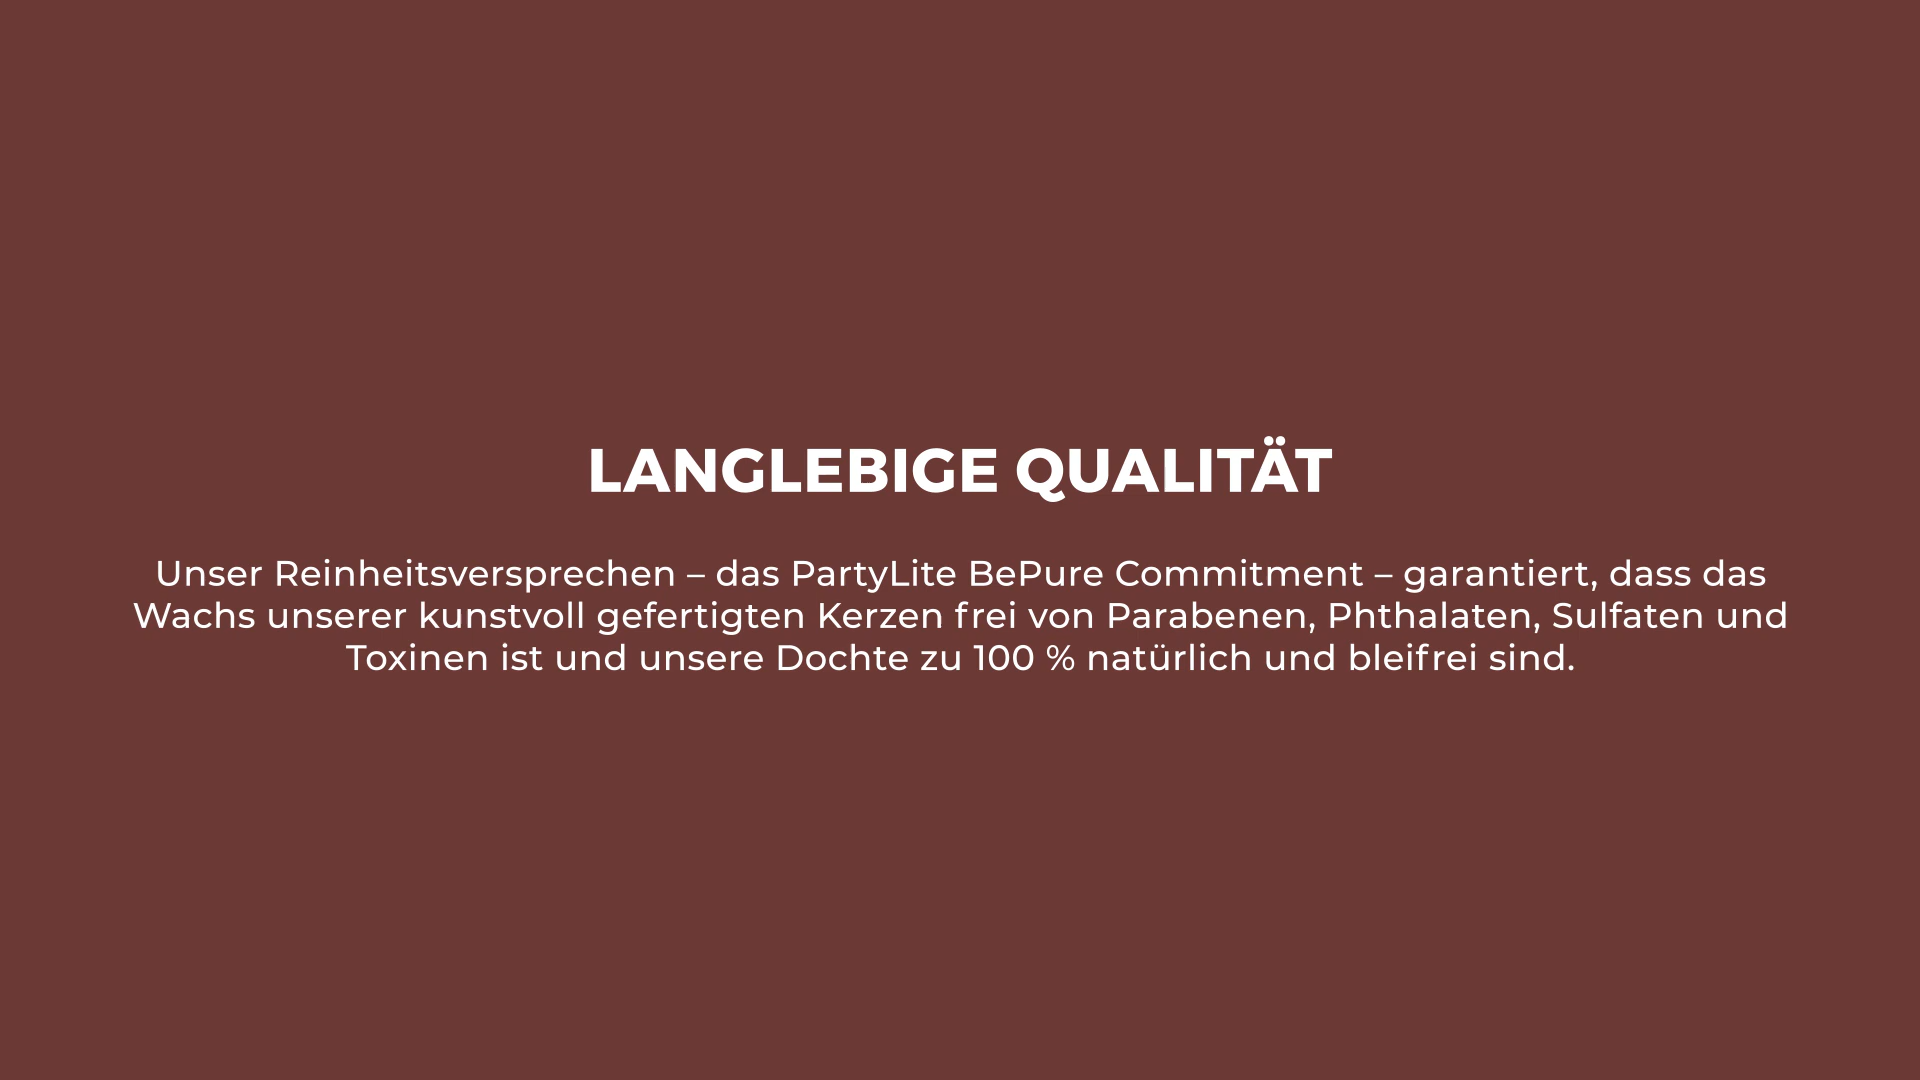 LANGLEBIGE QUALITÄT
Unser Reinheitsversprechen – das PartyLite BePure Commitment – garantiert, dass das
Wachs unserer kunstvoll gefertigten Kerzen frei von Parabenen, Phthalaten, Sulfaten und
Toxinen ist und unsere Dochte zu 100 % natürlich und bleifrei sind.